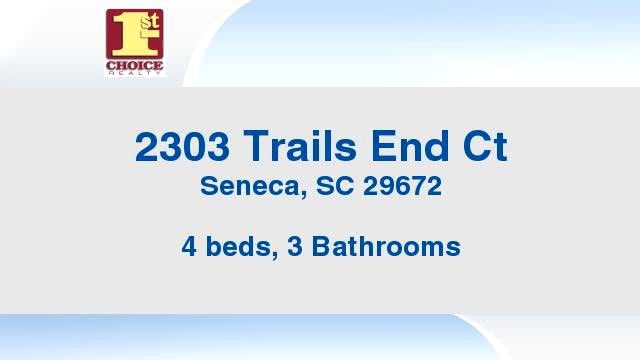 1st
CHOICE
REALTY
2303 Trails End Ct
Seneca, SC 29672
4 beds, 3 Bathrooms